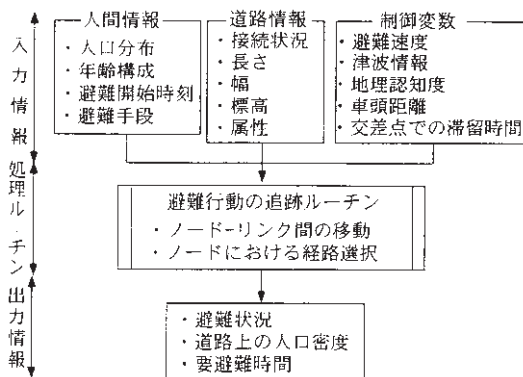 入力情報
人間情報
・人口分布
・年齢構成
・避難開始時刻
・避難手段
道路情報
・接続状況
・長さ
・幅
・標高
・属性
制御変数
・避難速度
・津波情報
・地理認知度
・車頭距離
・交差点での滞留時間
処理ルーチン
避難行動の追跡ルーチン
・ノード-リンク間の移動
・ノードにおける経路選択
出力情報
・避難状況
・道路上の人口密度
・要避難時間